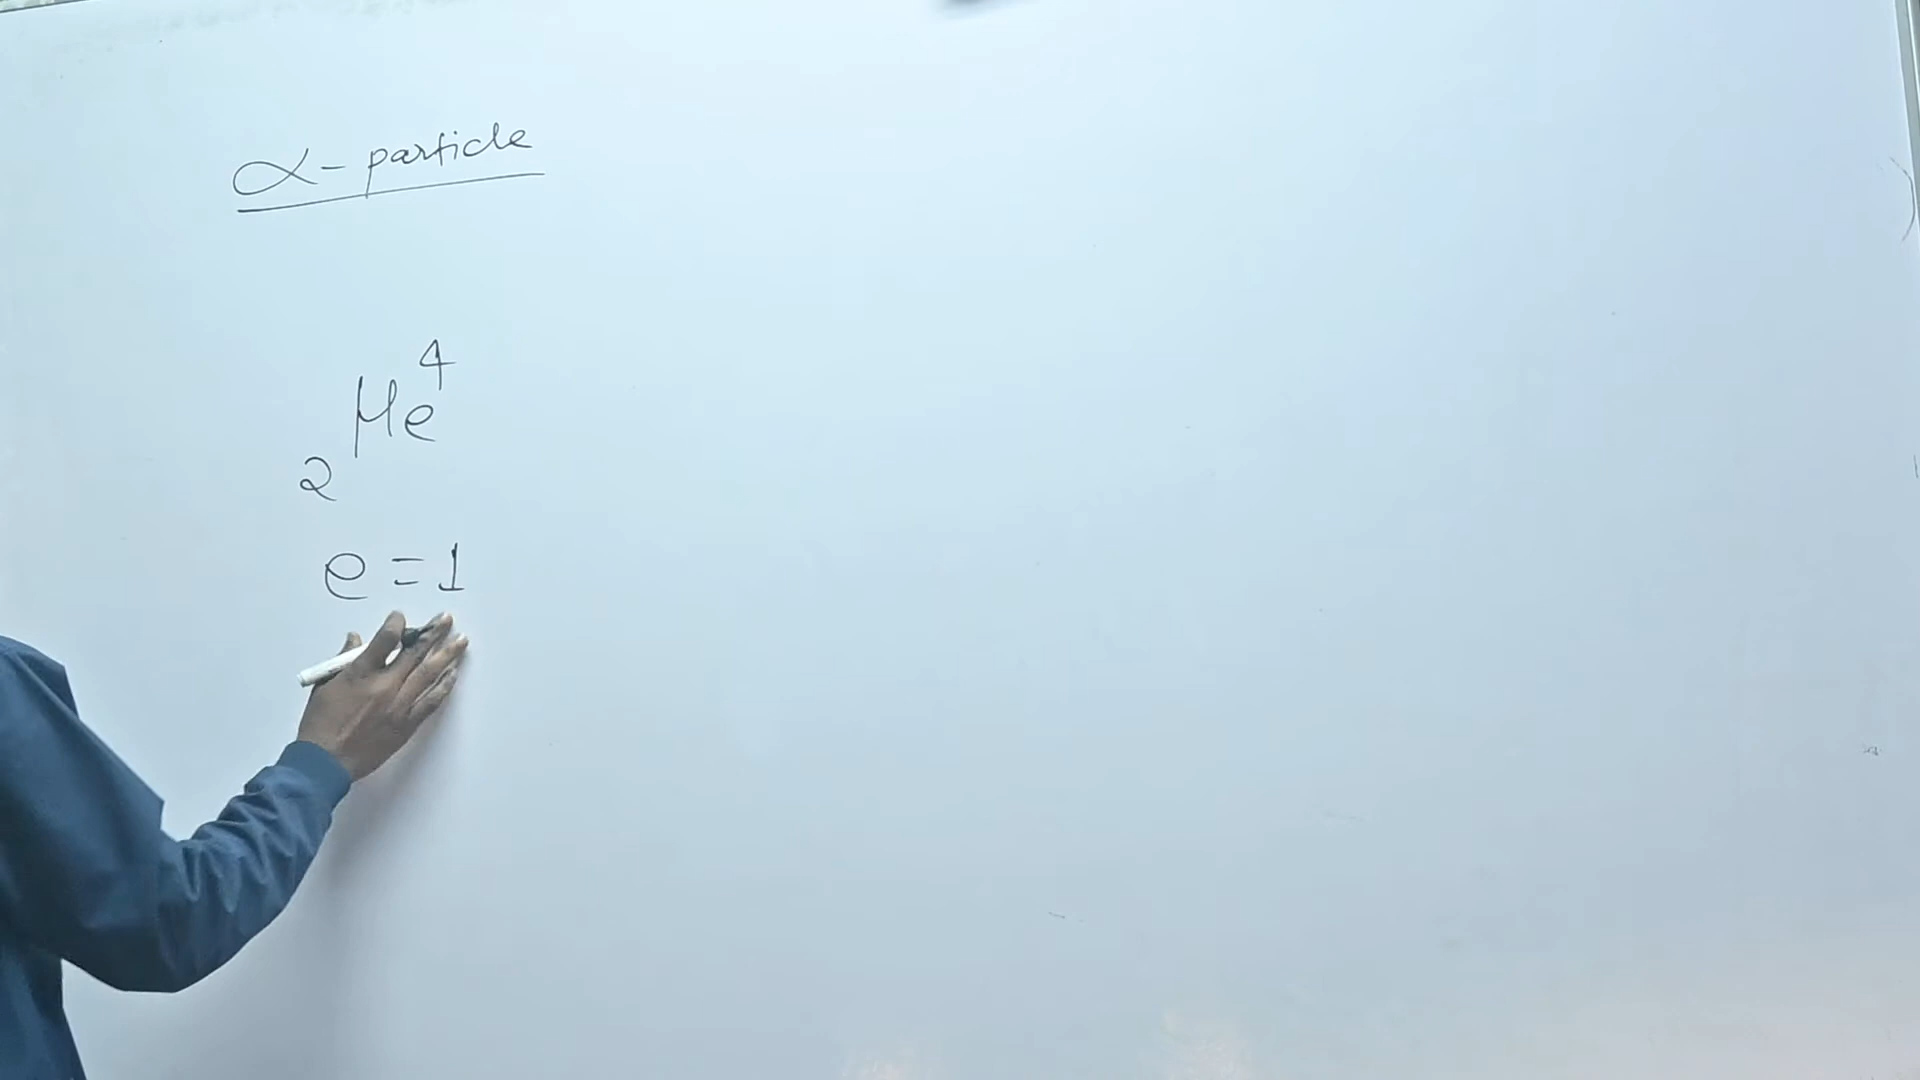 α - particle
₂He⁴
e = 1